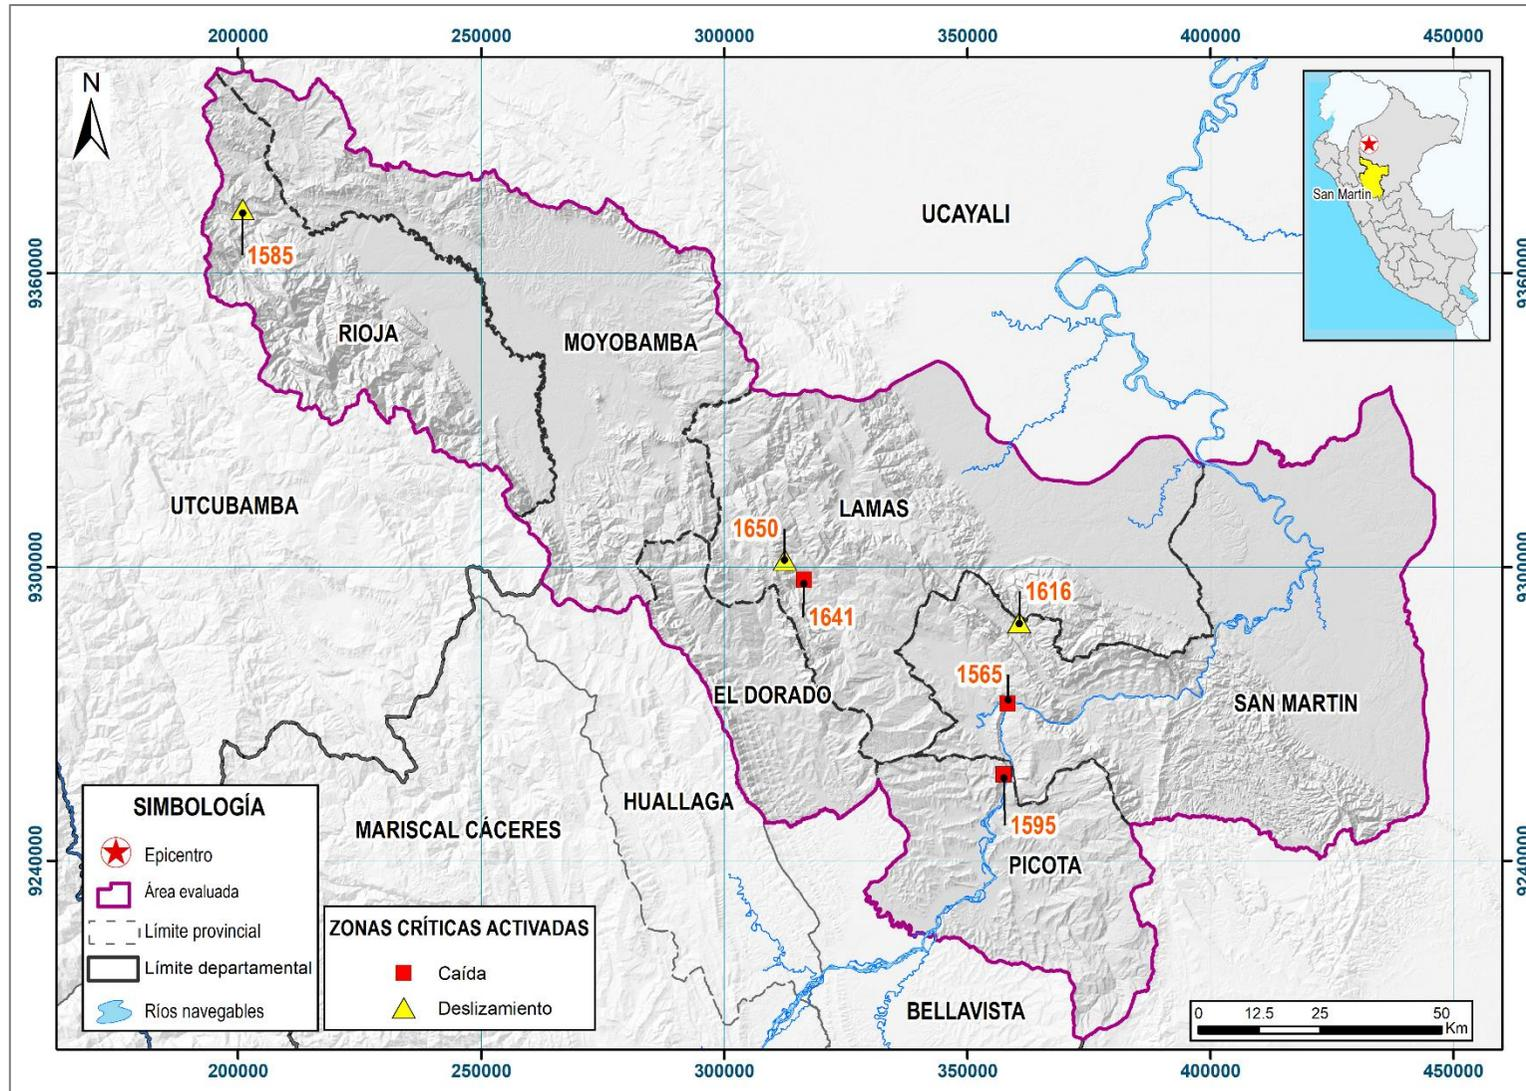 200000 250000 300000 350000 400000 450000
N
San Martin
UCAYALI
1585
9360000 9360000
RIOJA
MOYOBAMBA
UTCUBAMBA
LAMAS
1650
9300000 9300000
1616
1641
1565
EL DORADO
SAN MARTIN
HUALLAGA
MARISCAL CÁCERES
1595
PICOTA
9240000 9240000
BELLAVISTA
SIMBOLOGÍA
Epicentro
Área evaluada
Límite provincial
Límite departamental
Ríos navegables
ZONAS CRÍTICAS ACTIVADAS
Caída
Deslizamiento
0 12.5 25 50
Km
200000 250000 300000 350000 400000 450000